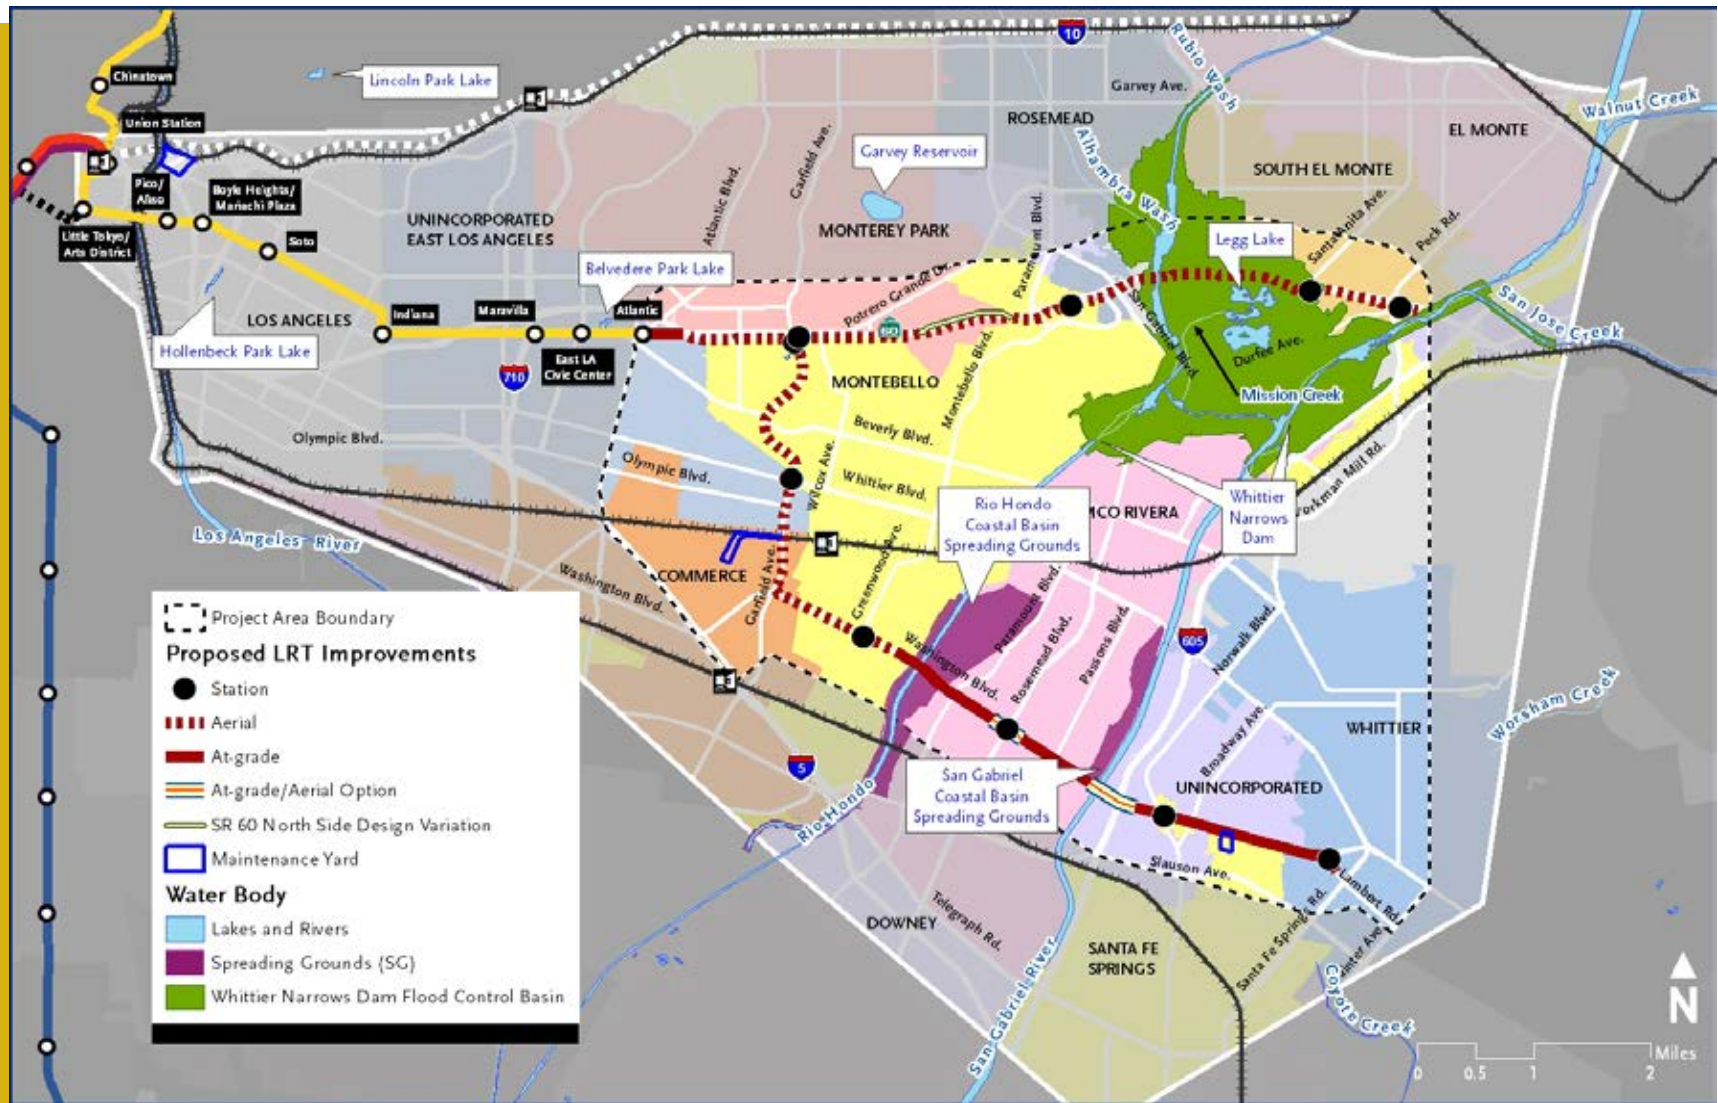 10
Rubio Wash
Chinatown
Lincoln Park Lake
Garvey Ave.
Walnut Creek
Union Station
ROSEMEAD
EL MONTE
Alhambra Wash
Garvey Reservoir
SOUTH EL MONTE
Pico/
Aliso
Boyle Heights/
Mariachi Plaza
Atlantic Blvd.
Garfield Ave.
Paramount Blvd.
Santa Anita Ave.
Peck Rd.
UNINCORPORATED
EAST LOS ANGELES
MONTEREY PARK
Little Tokyo/
Arts District
Soto
Legg Lake
Belvedere Park Lake
Potrero Grande Dr.
San Gabriel Blvd.
San Jose Creek
LOS ANGELES
Indiana
Maravilla
Atlantic
60
Hollenbeck Park Lake
East LA
Civic Center
710
Durfee Ave.
MONTEBELLO
Montebello Blvd.
Mission Creek
Beverly Blvd.
Olympic Blvd.
Olympic Blvd.
Wilcox Ave.
Whittier Blvd.
Workman Mill Rd.
Rio Hondo
Coastal Basin
Spreading Grounds
PICO RIVERA
Whittier
Narrows
Dam
Los Angeles River
COMMERCE
Garfield Ave.
Greenwood Ave.
Washington Blvd.
Paramount Blvd.
Rosemead Blvd.
Passons Blvd.
605
Norwalk Blvd.
Washington Blvd.
Worsham Creek
WHITTIER
Broadway Ave.
5
San Gabriel
Coastal Basin
Spreading Grounds
UNINCORPORATED
Rio Hondo
Slauson Ave.
Lambert Rd.
Telegraph Rd.
DOWNEY
Santa Fe Springs Rd.
SANTA FE
SPRINGS
San Gabriel River
Coyote Creek
Project Area Boundary
Proposed LRT Improvements
Station
Aerial
At-grade
At-grade/Aerial Option
SR 60 North Side Design Variation
Maintenance Yard
Water Body
Lakes and Rivers
Spreading Grounds (SG)
Whittier Narrows Dam Flood Control Basin
N
Miles
0 0.5 1 2